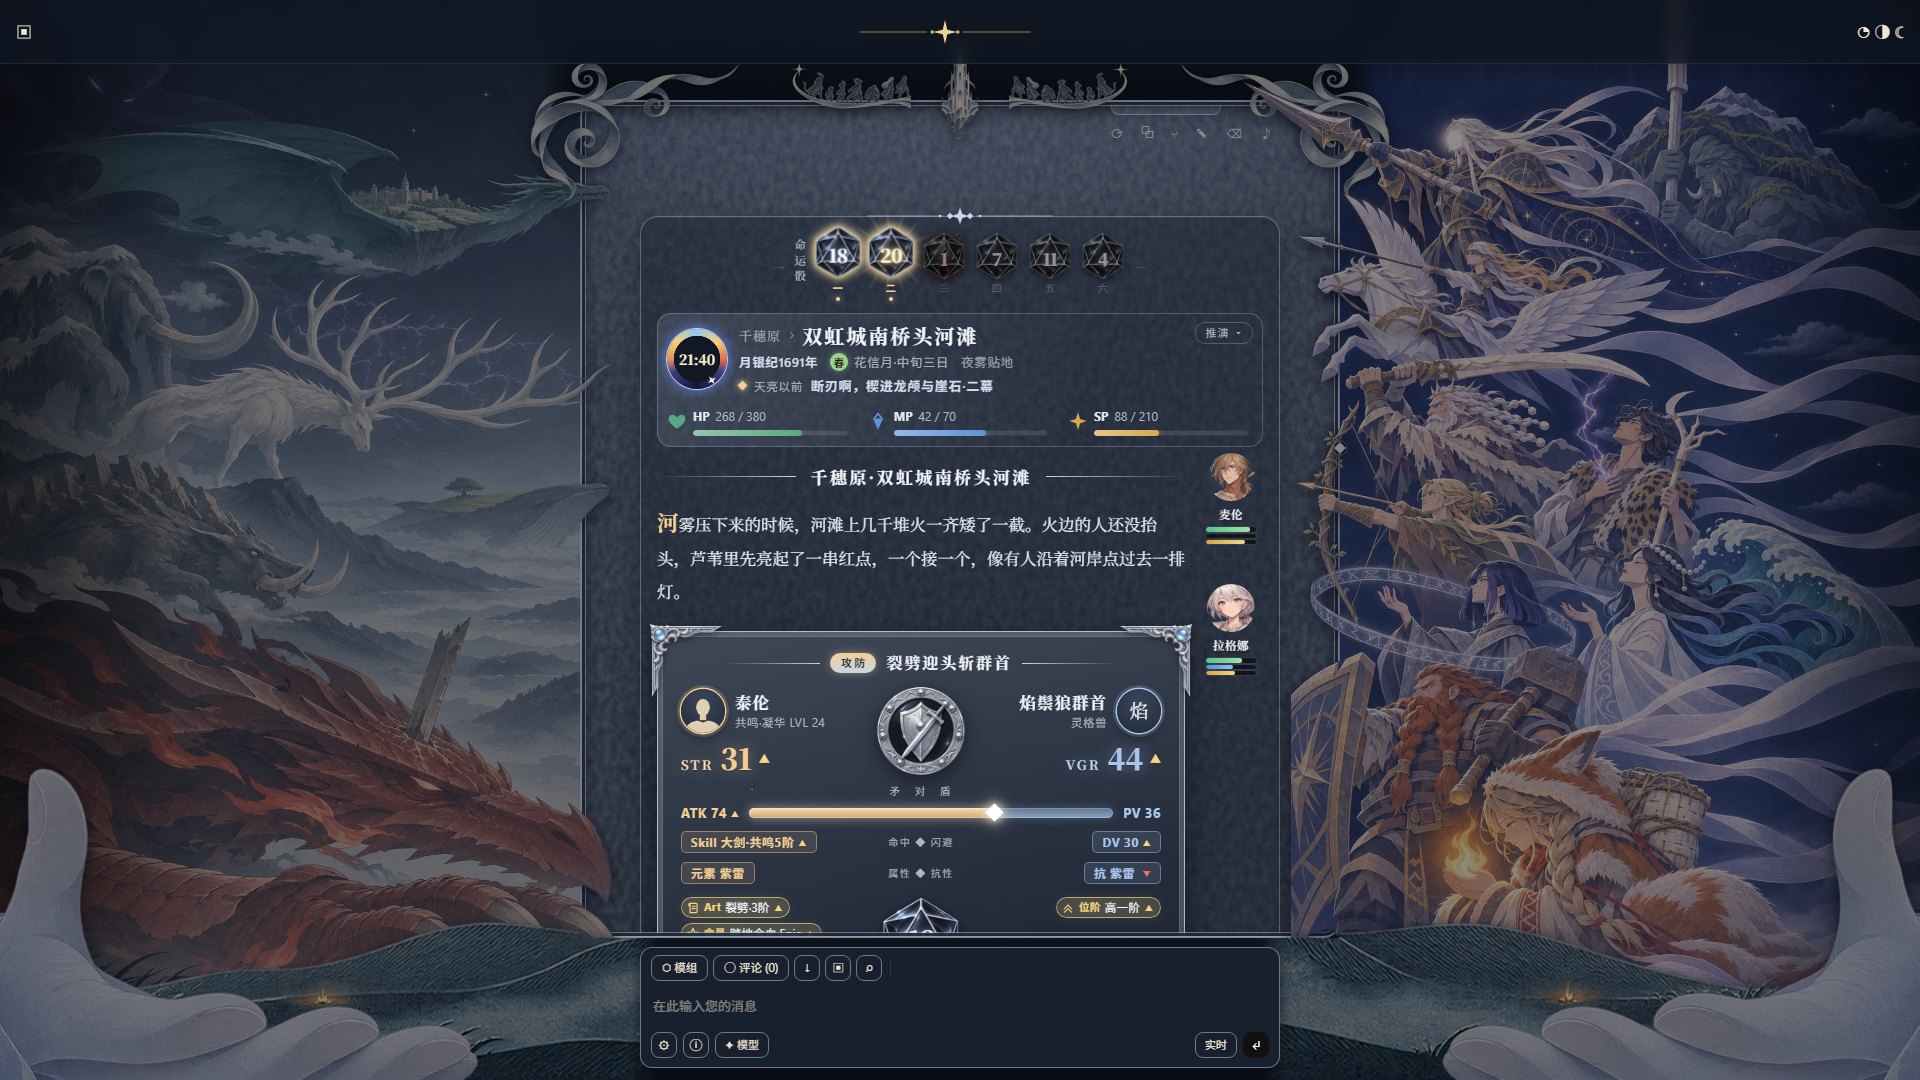 命运骰
18 20 1 7 11 4
一 二 三 四 五 六
千穗原 › 双虹城南桥头河滩
推演
21:40
月银纪1691年 春 花信月·中旬三日 夜雾贴地
天亮以前 断刃啊，楔进龙颅与崖石·二幕
HP 268 / 380 MP 42 / 70 SP 88 / 210
千穗原·双虹城南桥头河滩
河雾压下来的时候，河滩上几千堆火一齐矮了一截。火边的人还没抬
头，芦苇里先亮起了一串红点，一个接一个，像有人沿着河岸点过去一排
灯。
麦伦
拉格娜
攻防 裂劈迎头斩群首
泰伦
共鸣·凝华 LVL 24
焰鬃狼群首
灵格兽
焰
STR 31
VGR 44
矛 对 盾
ATK 74 PV 36
Skill 大剑·共鸣5阶 命中 ◆ 闪避 DV 30
元素 紫雷 属性 ◆ 抗性 抗 紫雷
Art 裂劈·3阶 位阶 高一阶
模组 评论 (0)
在此输入您的消息
模型 实时